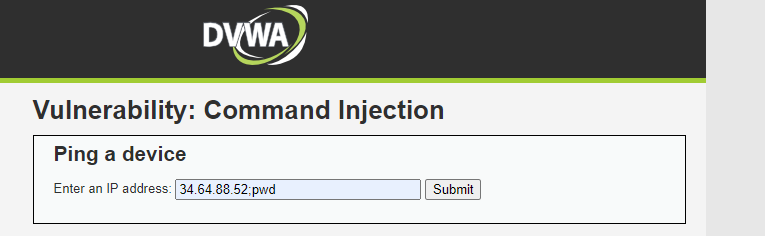 DVWA
Vulnerability: Command Injection
Ping a device
Enter an IP address: 34.64.88.52;pwd Submit